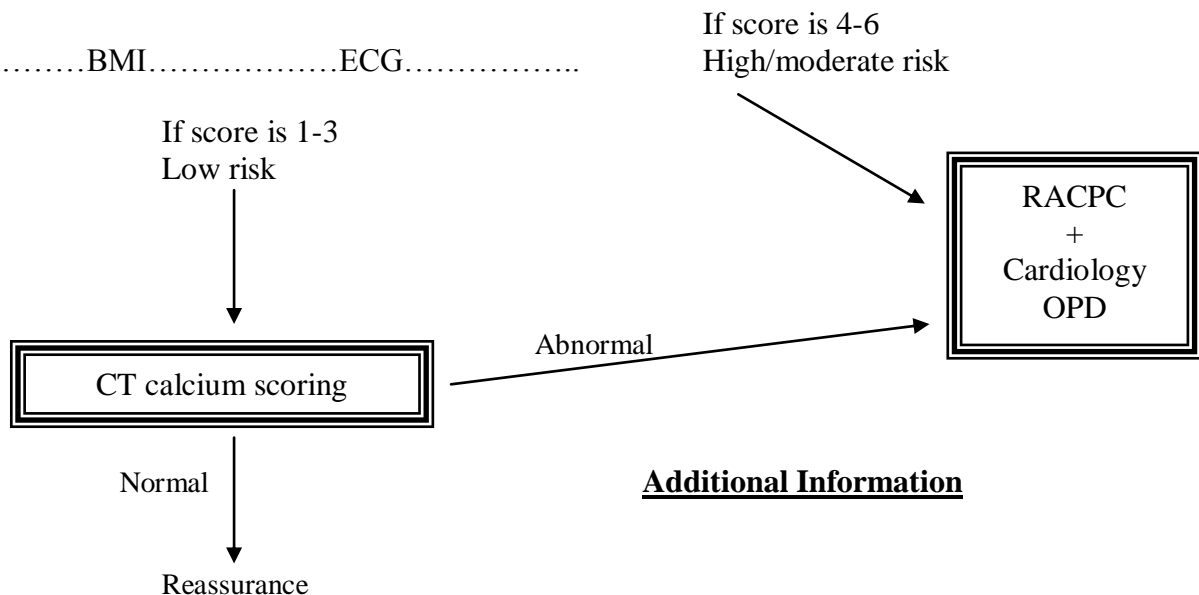 ………BMI………………ECG……………..
If score is 4-6
High/moderate risk
If score is 1-3
Low risk
RACPC
+
Cardiology
OPD
Abnormal
CT calcium scoring
Normal
Additional Information
Reassurance